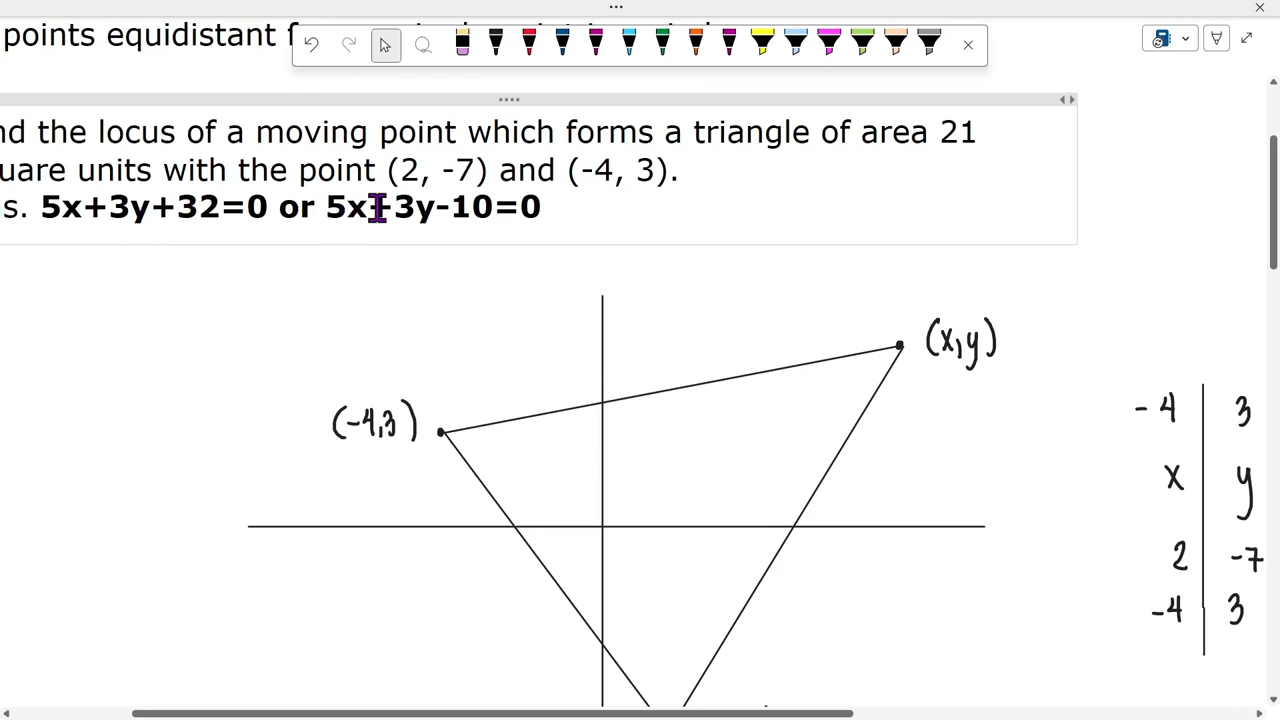 points equidistant
nd the locus of a moving point which forms a triangle of area 21
uare units with the point (2, -7) and (-4, 3).
s. 5x+3y+32=0 or 5x+3y-10=0
(x,y)
(-4,3)
-4 3
x y
2 -7
-4 3